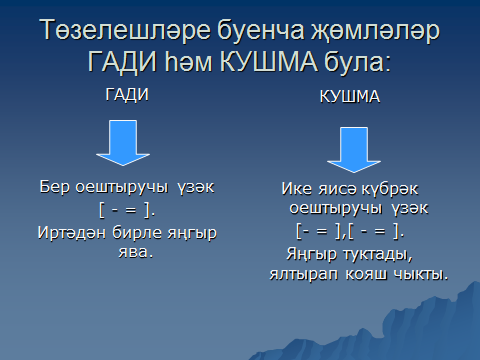 Төзелешләре буенча җөмләләр
ГАДИ һәм КУШМА була:
ГАДИ
Бер оештыручы үзәк
[ - = ].
Иртәдән бирле яңгыр
ява.
КУШМА
Ике яисә күбрәк
оештыручы үзәк
[- = ],[ - = ].
Яңгыр туктады,
ялтырап кояш чыкты.